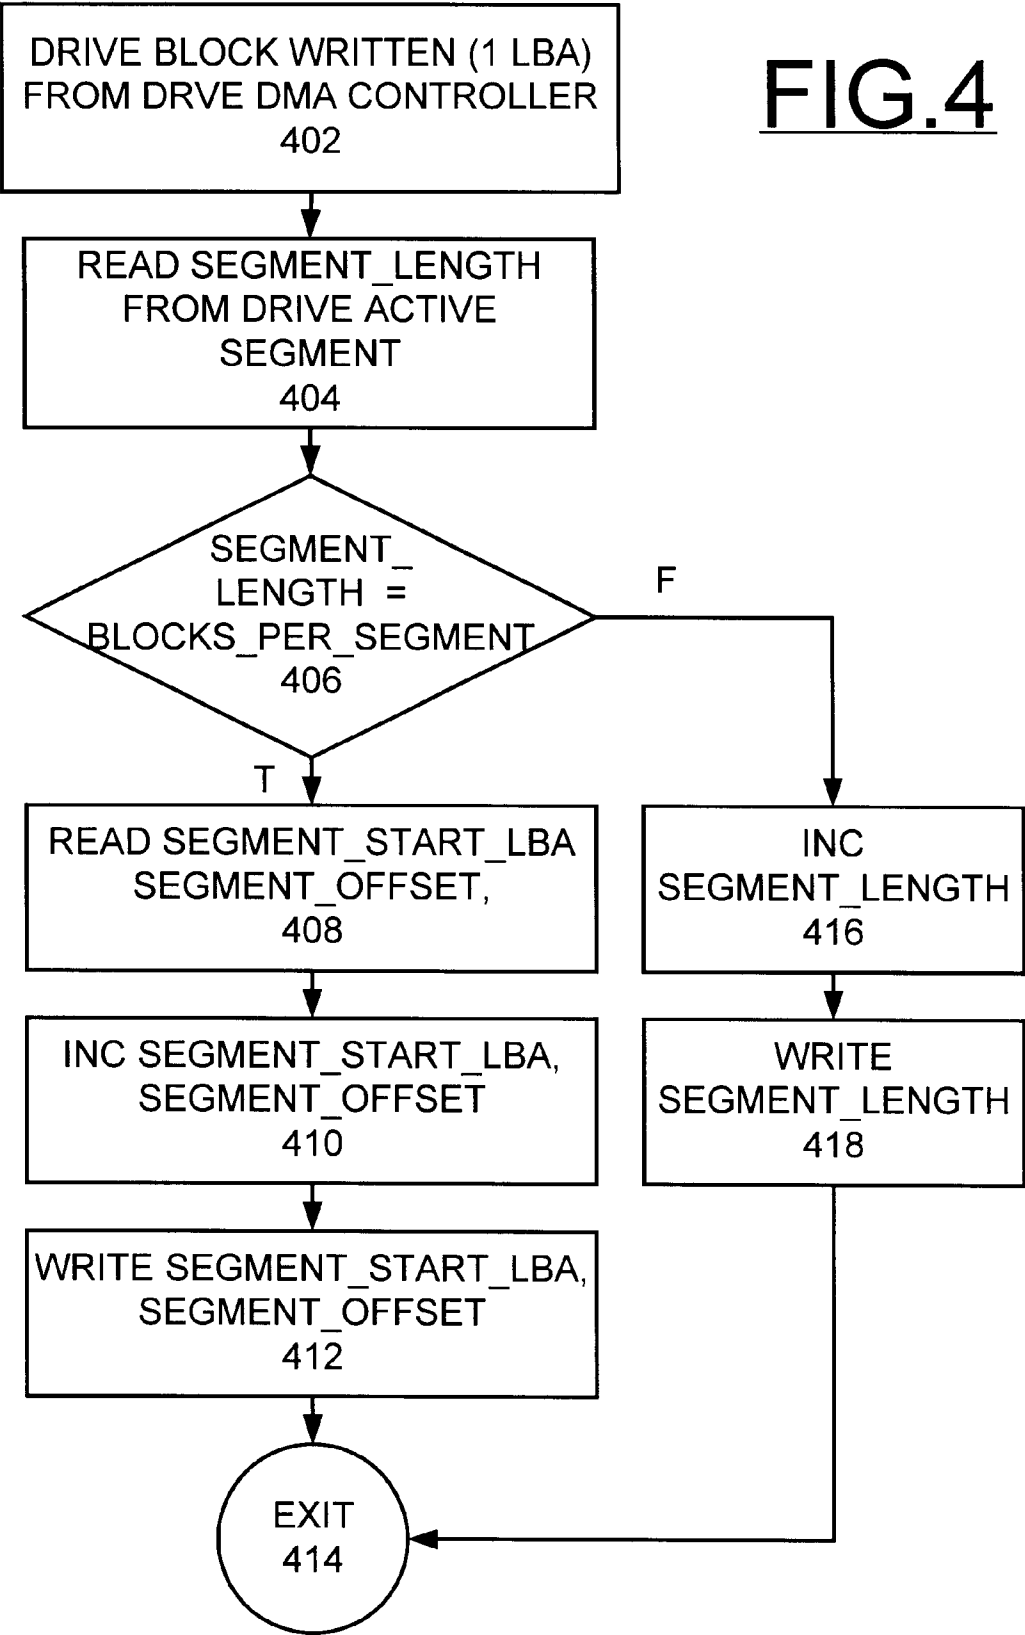 DRIVE BLOCK WRITTEN (1 LBA)
FROM DRVE DMA CONTROLLER
402
FIG.4
READ SEGMENT_LENGTH
FROM DRIVE ACTIVE
SEGMENT
404
SEGMENT_
LENGTH =
BLOCKS_PER_SEGMENT
406
F
T
READ SEGMENT_START_LBA
SEGMENT_OFFSET,
408
INC
SEGMENT_LENGTH
416
INC SEGMENT_START_LBA,
SEGMENT_OFFSET
410
WRITE
SEGMENT_LENGTH
418
WRITE SEGMENT_START_LBA,
SEGMENT_OFFSET
412
EXIT
414